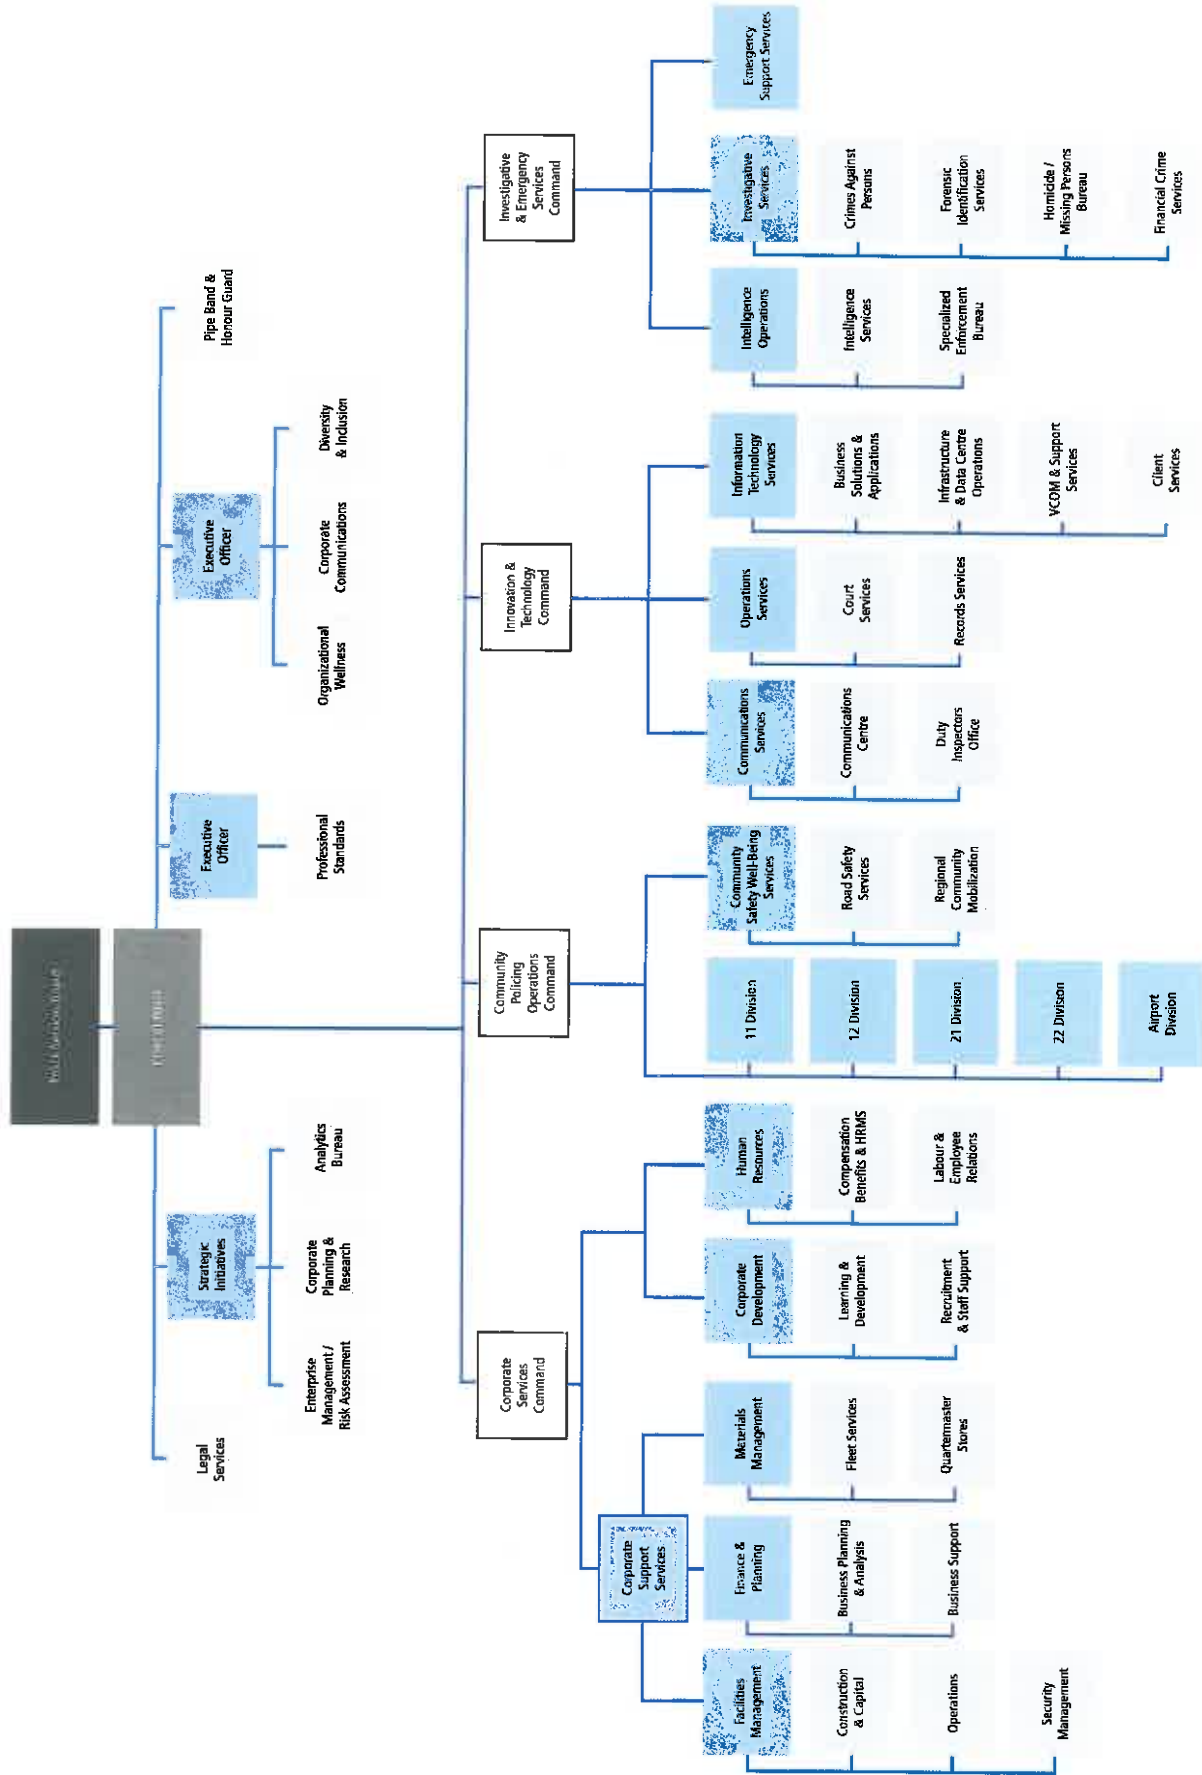 Legal
Services
Strategic
Initiatives
Enterprise
Management /
Risk Assessment
Corporate
Planning &
Research
Analytics
Bureau
Executive
Officer
Professional
Standards
Executive
Officer
Organizational
Wellness
Corporate
Communications
Diversity
& Inclusion
Pipe Band &
Honour Guard
Corporate
Services
Command
Community
Policing
Operations
Command
Innovation &
Technology
Command
Investigative
& Emergency
Services
Command
Corporate
Support
Services
Facilities
Management
Construction
& Capital
Operations
Security
Management
Finance &
Planning
Business Planning
& Analysis
Business Support
Materials
Management
Fleet Services
Quartermaster
Stores
Corporate
Development
Learning &
Development
Recruitment
& Staff Support
Human
Resources
Compensation
Benefits & HRMS
Labour &
Employee
Relations
11 Division
12 Division
21 Division
22 Division
Airport
Division
Community
Safety Well-Being
Services
Road Safety
Services
Regional
Community
Mobilization
Communications
Services
Communications
Centre
Duty
Inspectors
Office
Operations
Services
Court
Services
Records Services
Information
Technology
Services
Business
Solutions &
Applications
Infrastructure
& Data Centre
Operations
VCOM & Support
Services
Client
Services
Intelligence
Operations
Intelligence
Services
Specialized
Enforcement
Bureau
Investigative
Services
Crimes Against
Persons
Forensic
Identification
Services
Homicide /
Missing Persons
Bureau
Financial Crime
Services
Emergency
Support Services